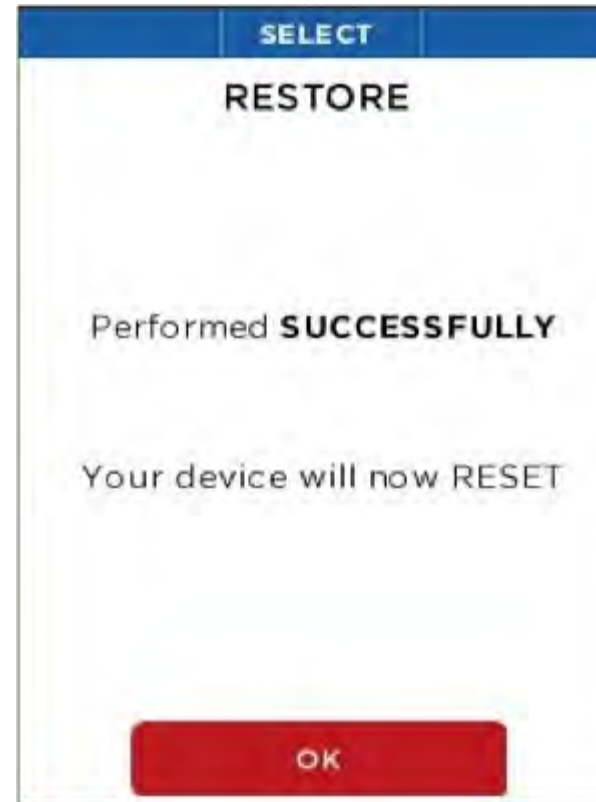 SELECT
RESTORE
Performed SUCCESSFULLY
Your device will now RESET
OK